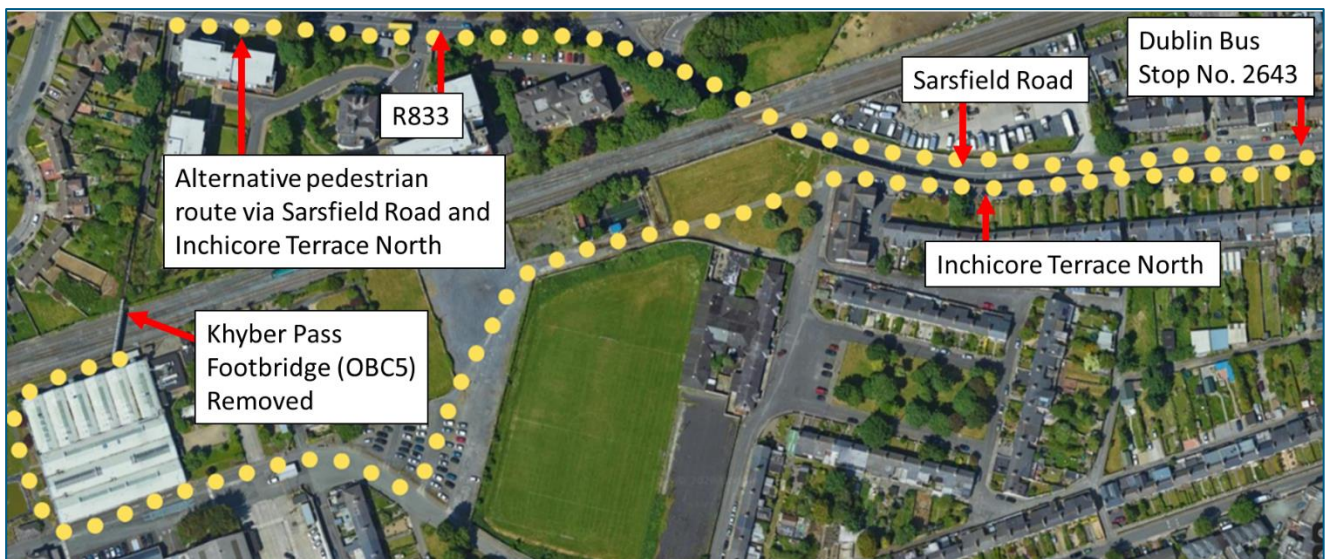 Dublin Bus
Stop No. 2643
Sarsfield Road
R833
Alternative pedestrian
route via Sarsfield Road and
Inchicore Terrace North
Inchicore Terrace North
Khyber Pass
Footbridge (OBC5)
Removed